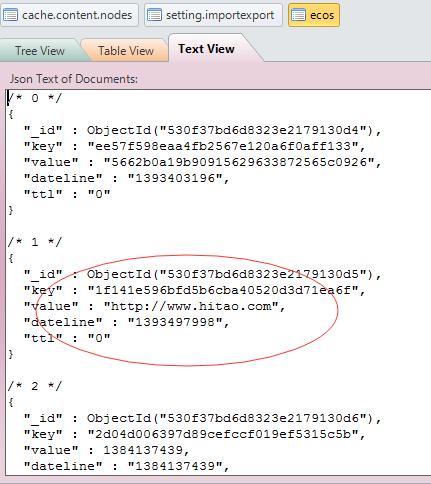 cache.content.nodes setting.importexport ecos
Tree View Table View Text View
Json Text of Documents:
/* 0 */
{
"_id" : ObjectId("530f37bd6d8323e2179130d4"),
"key" : "ee57f598eaa4fb2567e120a6f0aff133",
"value" : "5662b0a19b90915629633872565c0926",
"dateline" : "1393403196",
"ttl" : "0"
}
/* 1 */
{
"_id" : ObjectId("530f37bd6d8323e2179130d5"),
"key" : "1f141e596bfd5b6cba40520d3d71ea6f",
"value" : "http://www.hitao.com",
"dateline" : "1393497998",
"ttl" : "0"
}
/* 2 */
{
"_id" : ObjectId("530f37bd6d8323e2179130d6"),
"key" : "2d04d006397d89cefccf019ef5315c5b",
"value" : 1384137439,
"dateline" : "1384137439",